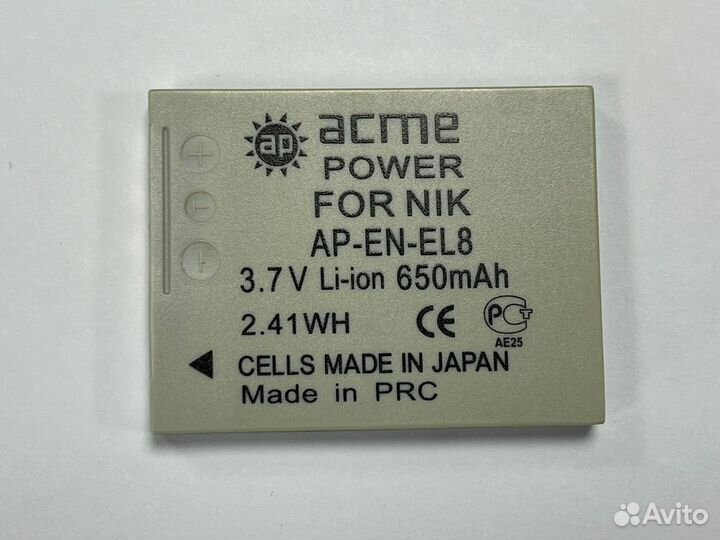 ap acme
POWER
FOR NIK
AP-EN-EL8
3.7V Li-ion 650mAh
2.41WH CE PCT
AE25
CELLS MADE IN JAPAN
Made in PRC
+
T
-
Avito